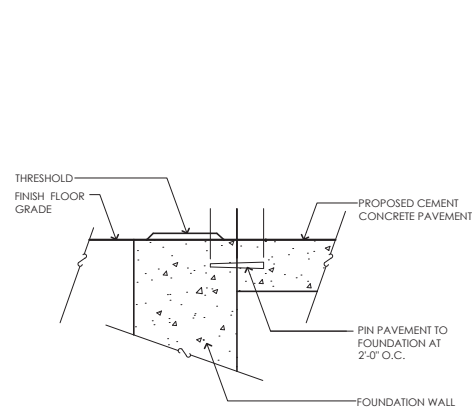 THRESHOLD
FINISH FLOOR
GRADE
PROPOSED CEMENT
CONCRETE PAVEMENT
PIN PAVEMENT TO
FOUNDATION AT
2'-0" O.C.
FOUNDATION WALL